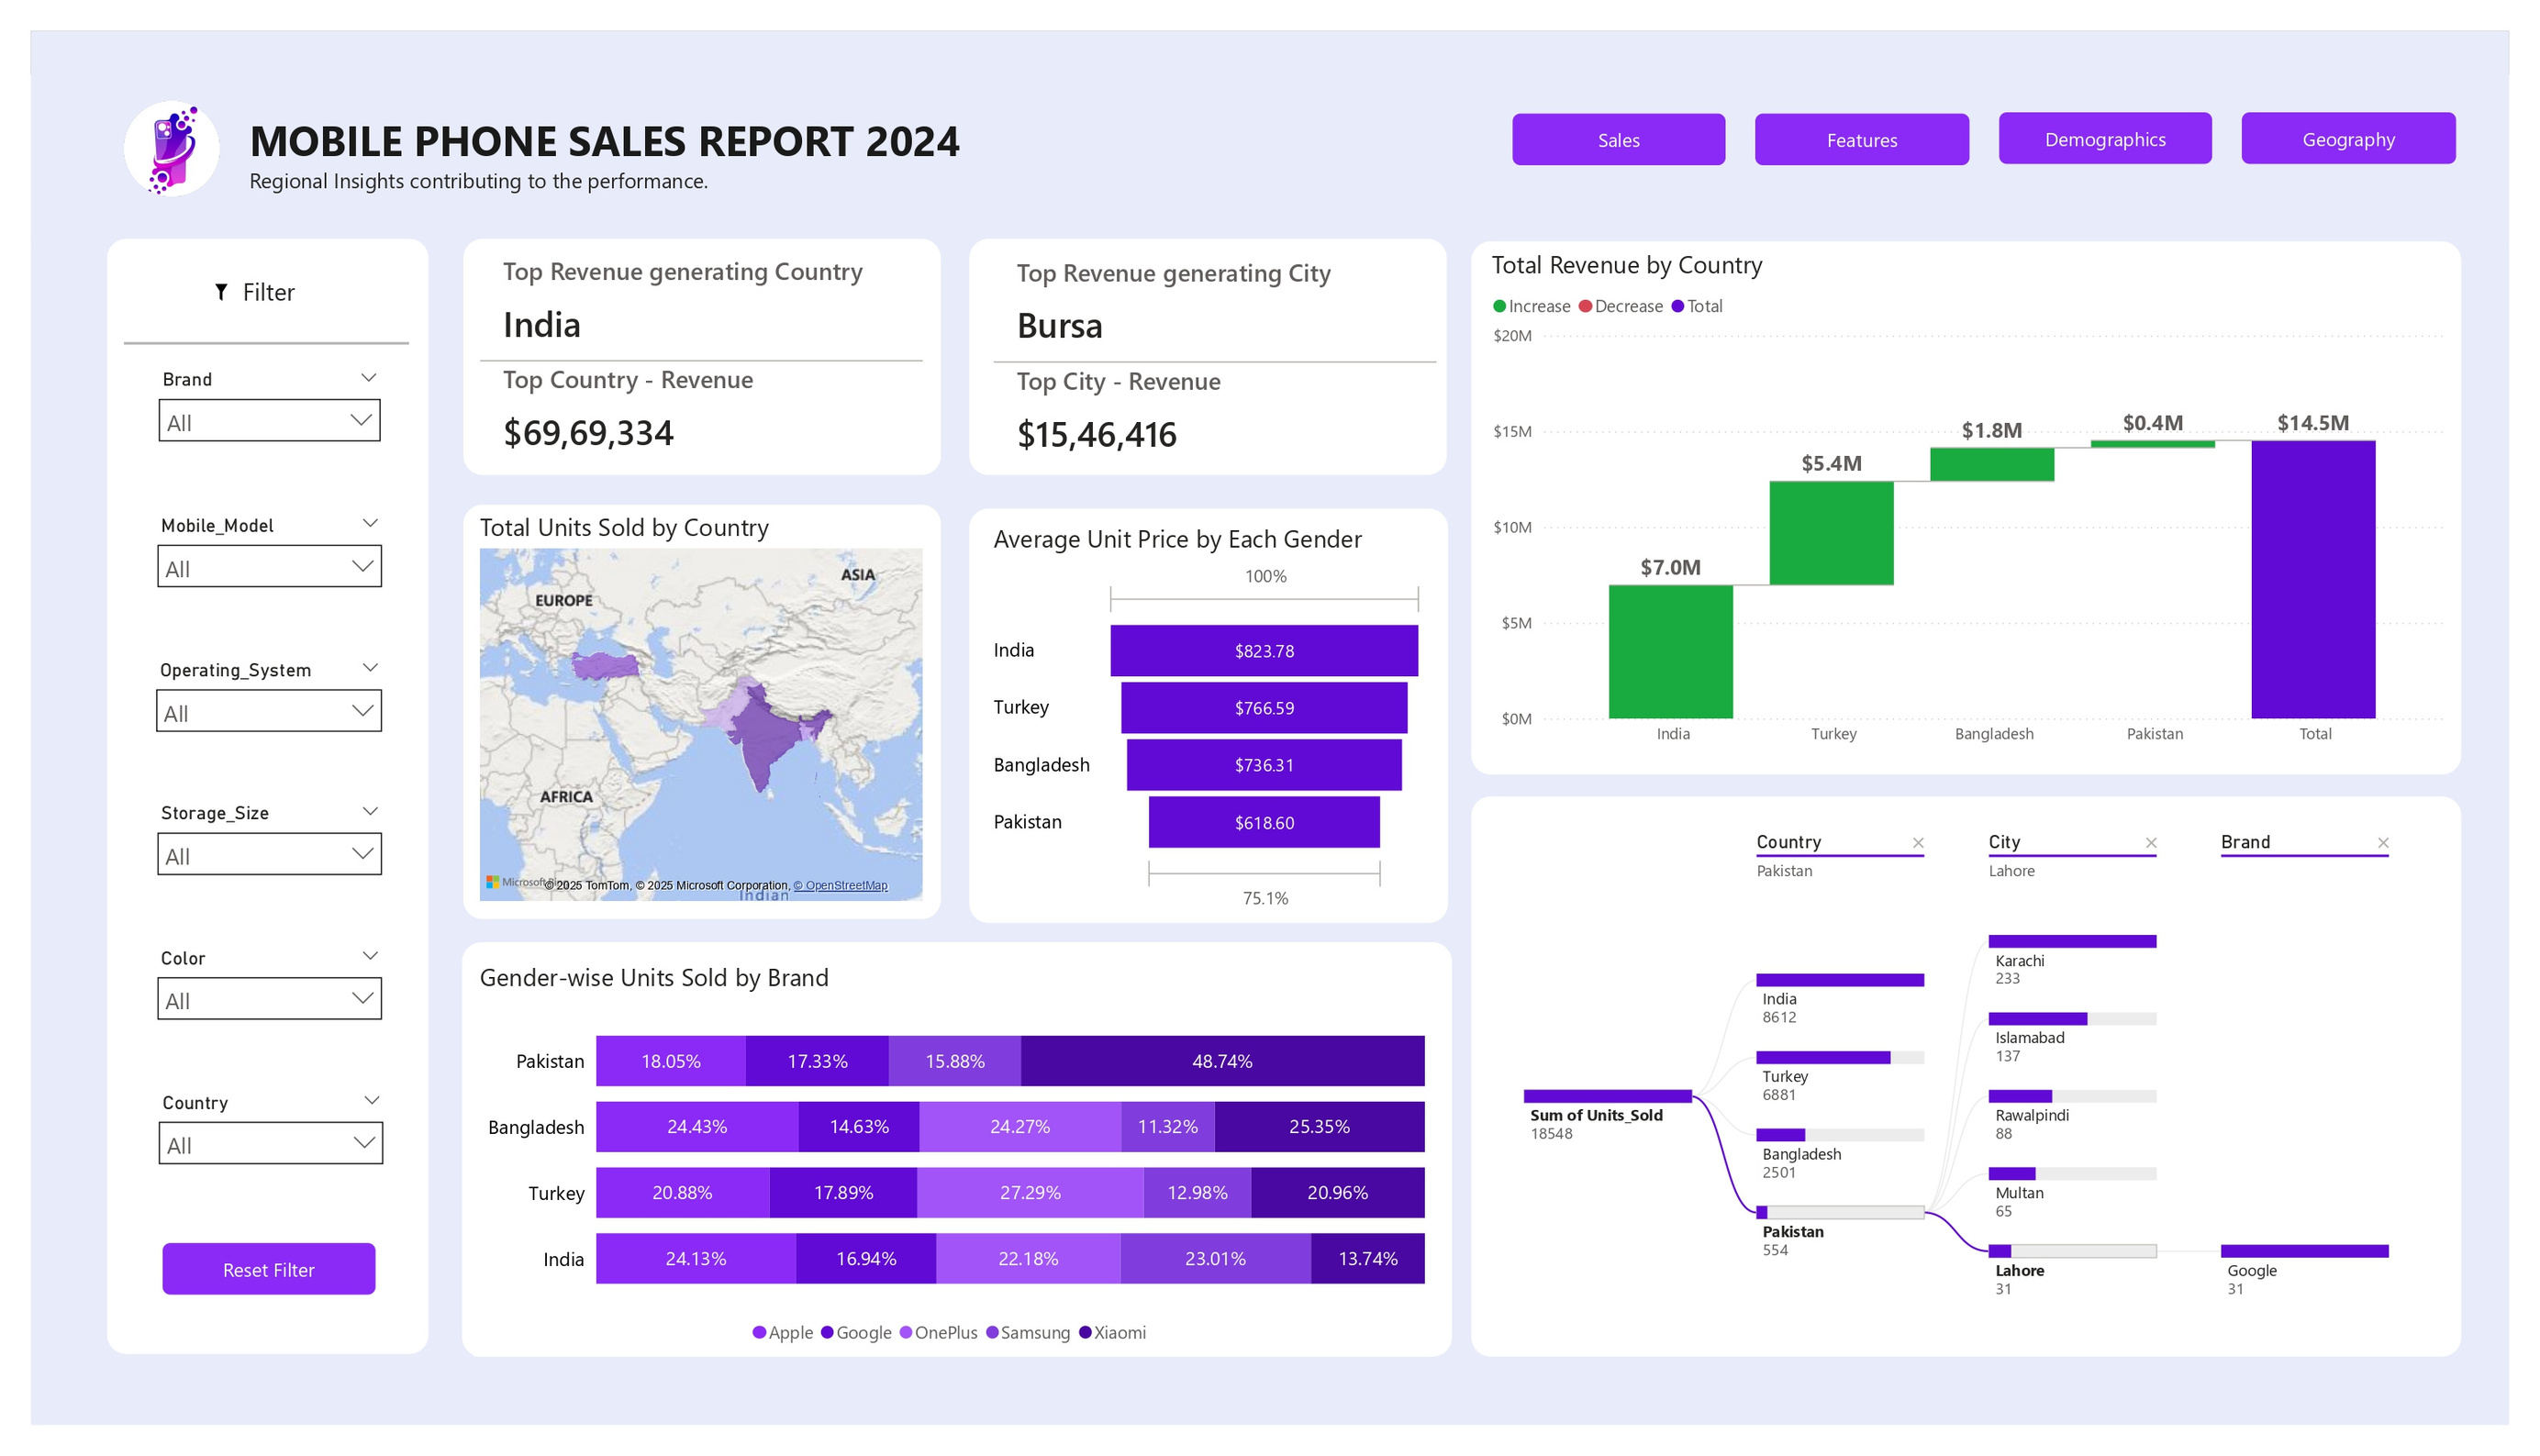 MOBILE PHONE SALES REPORT 2024
Regional Insights contributing to the performance.
Sales
Features
Demographics
Geography
Filter
Brand
All
Mobile_Model
All
Operating_System
All
Storage_Size
All
Color
All
Country
All
Reset Filter
Top Revenue generating Country
India
Top Country - Revenue
$69,69,334
Top Revenue generating City
Bursa
Top City - Revenue
$15,46,416
Total Revenue by Country
Increase Decrease Total
$20M
$15M
$10M
$5M
$0M
$7.0M
$5.4M
$1.8M
$0.4M
$14.5M
India
Turkey
Bangladesh
Pakistan
Total
Total Units Sold by Country
ASIA
EUROPE
AFRICA
Indian
© 2025 TomTom, © 2025 Microsoft Corporation, © OpenStreetMap
Average Unit Price by Each Gender
100%
India $823.78
Turkey $766.59
Bangladesh $736.31
Pakistan $618.60
75.1%
Gender-wise Units Sold by Brand
Pakistan 18.05% 17.33% 15.88% 48.74%
Bangladesh 24.43% 14.63% 24.27% 11.32% 25.35%
Turkey 20.88% 17.89% 27.29% 12.98% 20.96%
India 24.13% 16.94% 22.18% 23.01% 13.74%
Apple Google OnePlus Samsung Xiaomi
Country
Pakistan
City
Lahore
Brand
Sum of Units_Sold
18548
India
8612
Turkey
6881
Bangladesh
2501
Pakistan
554
Karachi
233
Islamabad
137
Rawalpindi
88
Multan
65
Lahore
31
Google
31